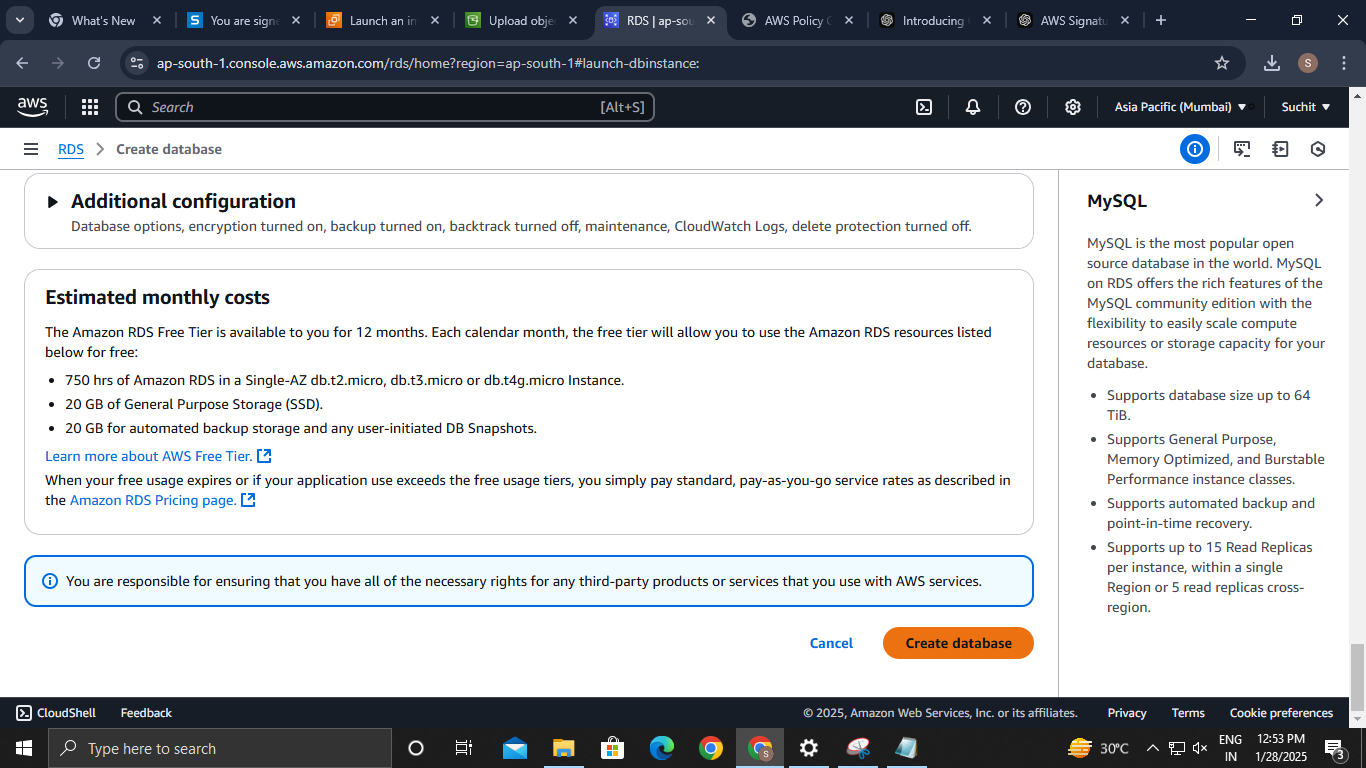 What's New
You are sign
Launch an in
Upload obje
RDS | ap-sou
AWS Policy G
Introducing
AWS Signatu
ap-south-1.console.aws.amazon.com/rds/home?region=ap-south-1#launch-dbinstance:
S
aws
Search
[Alt+S]
Asia Pacific (Mumbai)
Suchit
RDS
Create database
Additional configuration
Database options, encryption turned on, backup turned on, backtrack turned off, maintenance, CloudWatch Logs, delete protection turned off.
Estimated monthly costs
The Amazon RDS Free Tier is available to you for 12 months. Each calendar month, the free tier will allow you to use the Amazon RDS resources listed
below for free:
• 750 hrs of Amazon RDS in a Single-AZ db.t2.micro, db.t3.micro or db.t4g.micro Instance.
• 20 GB of General Purpose Storage (SSD).
• 20 GB for automated backup storage and any user-initiated DB Snapshots.
Learn more about AWS Free Tier.
When your free usage expires or if your application use exceeds the free usage tiers, you simply pay standard, pay-as-you-go service rates as described in
the Amazon RDS Pricing page.
You are responsible for ensuring that you have all of the necessary rights for any third-party products or services that you use with AWS services.
Cancel
Create database
MySQL
MySQL is the most popular open
source database in the world. MySQL
on RDS offers the rich features of the
MySQL community edition with the
flexibility to easily scale compute
resources or storage capacity for your
database.
• Supports database size up to 64
TiB.
• Supports General Purpose,
Memory Optimized, and Burstable
Performance instance classes.
• Supports automated backup and
point-in-time recovery.
• Supports up to 15 Read Replicas
per instance, within a single
Region or 5 read replicas cross-
region.
CloudShell
Feedback
© 2025, Amazon Web Services, Inc. or its affiliates.
Privacy
Terms
Cookie preferences
Type here to search
30°C
ENG
IN
12:53 PM
1/28/2025
3